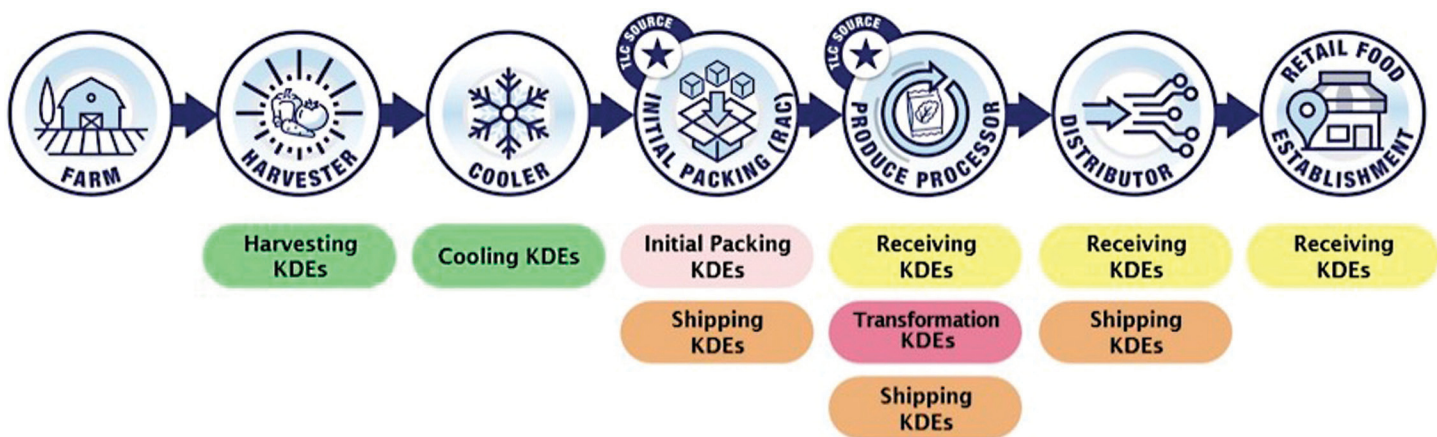 TLC SOURCE
TLC SOURCE
FARM
HARVESTER
COOLER
INITIAL PACKING (RAC)
PRODUCE PROCESSOR
DISTRIBUTOR
RETAIL FOOD
ESTABLISHMENT
Harvesting
KDEs
Cooling KDEs
Initial Packing
KDEs
Receiving
KDEs
Receiving
KDEs
Receiving
KDEs
Shipping
KDEs
Transformation
KDEs
Shipping
KDEs
Shipping
KDEs